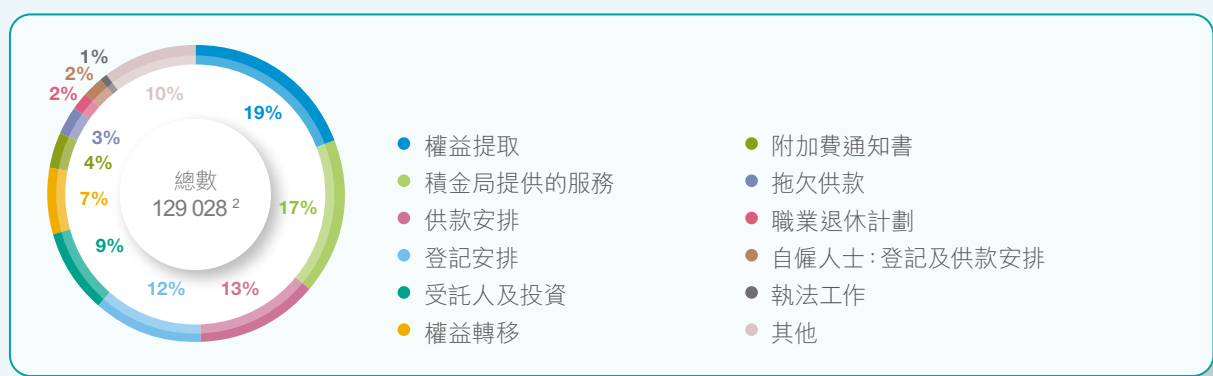 1%
2%
2%
3%
4%
7%
9%
12%
13%
17%
19%
10%
總數
129 028 2
權益提取
積金局提供的服務
供款安排
登記安排
受託人及投資
權益轉移
附加費通知書
拖欠供款
職業退休計劃
自僱人士:登記及供款安排
執法工作
其他